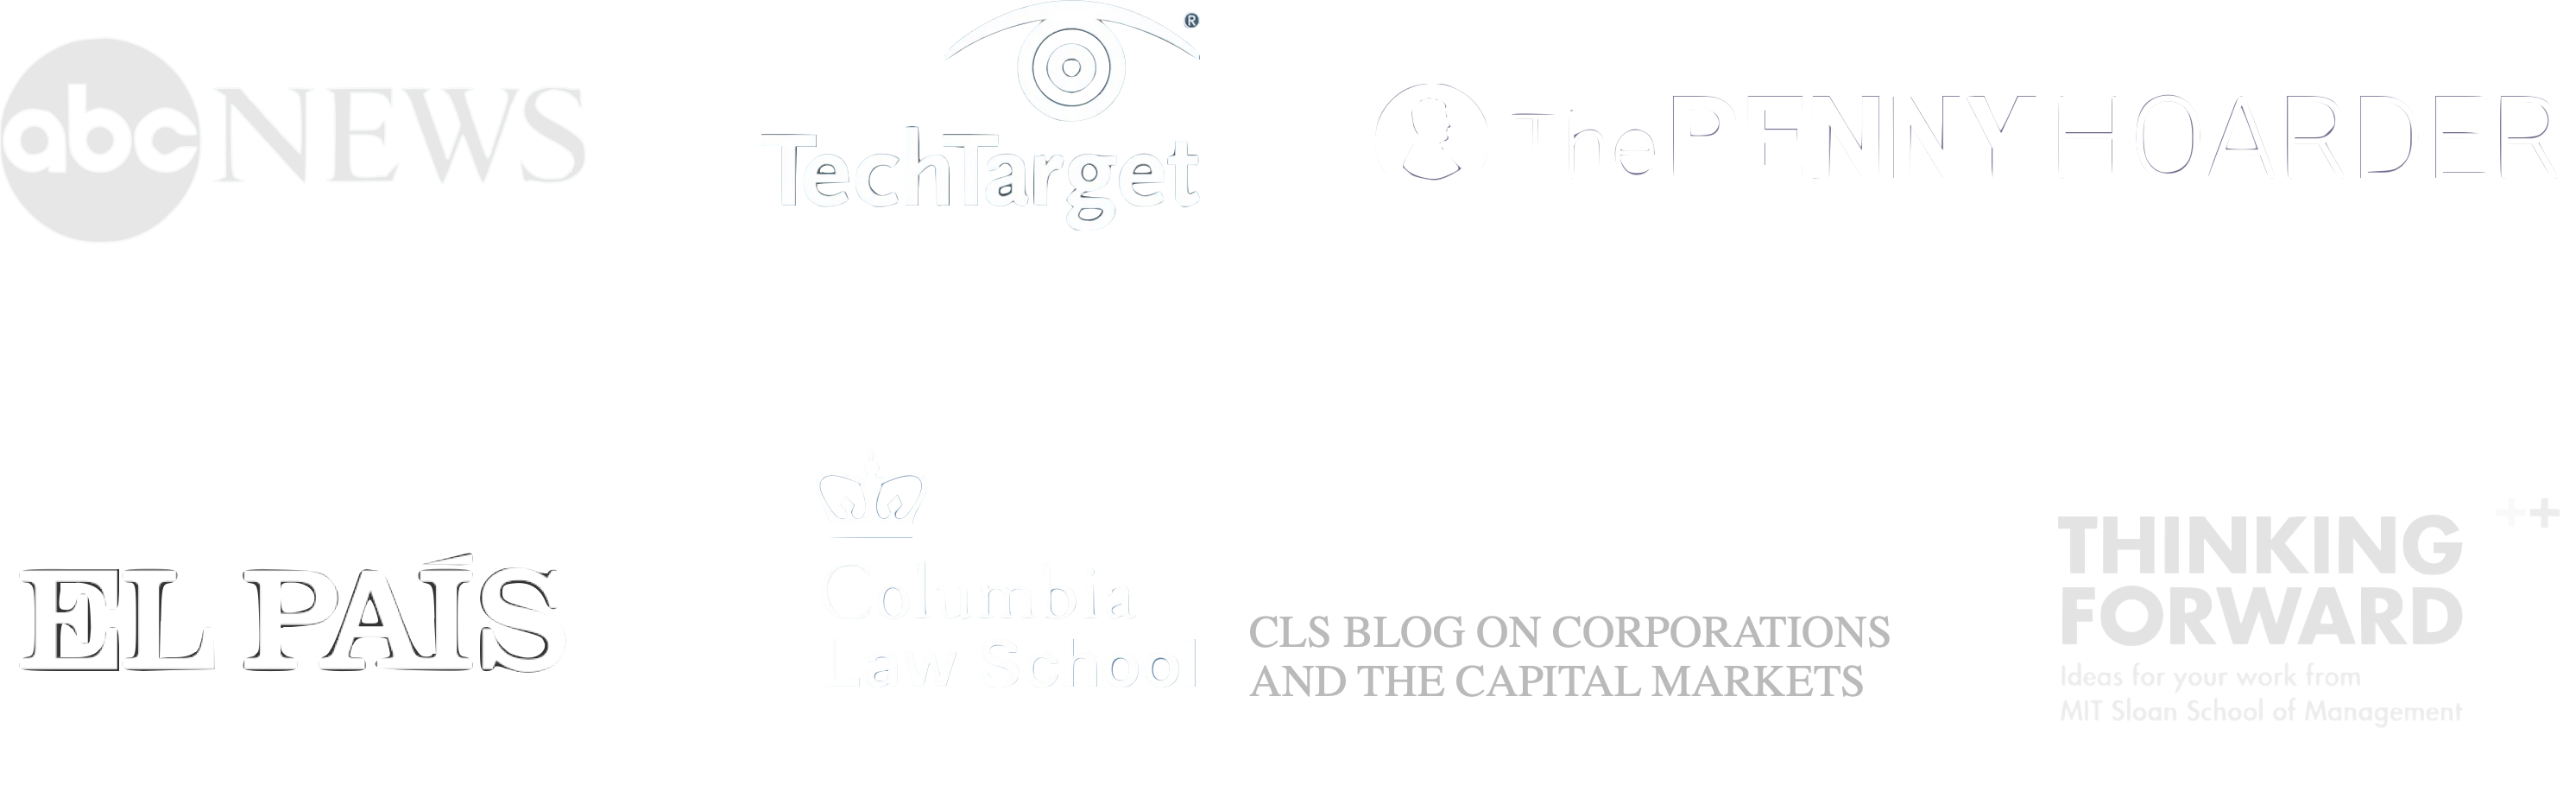 abc NEWS
TechTarget ®
The PENNY HOARDER
EL PAÍS
Columbia
Law School
CLS BLOG ON CORPORATIONS
AND THE CAPITAL MARKETS
THINKING
FORWARD
Ideas for your work from
MIT Sloan School of Management
++